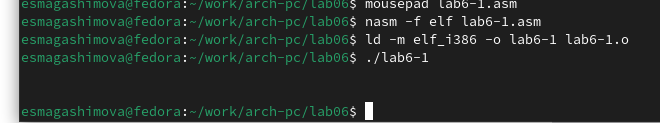 esmagashimova@fedora:~/work/arch-pc/lab06$ mousepad lab6-1.asm
esmagashimova@fedora:~/work/arch-pc/lab06$ nasm -f elf lab6-1.asm
esmagashimova@fedora:~/work/arch-pc/lab06$ ld -m elf_i386 -o lab6-1 lab6-1.o
esmagashimova@fedora:~/work/arch-pc/lab06$ ./lab6-1
esmagashimova@fedora:~/work/arch-pc/lab06$